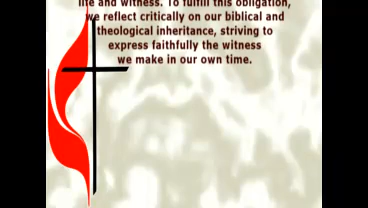 life and witness. To fulfill this obligation,
we reflect critically on our biblical and
theological inheritance, striving to
express faithfully the witness
we make in our own time.